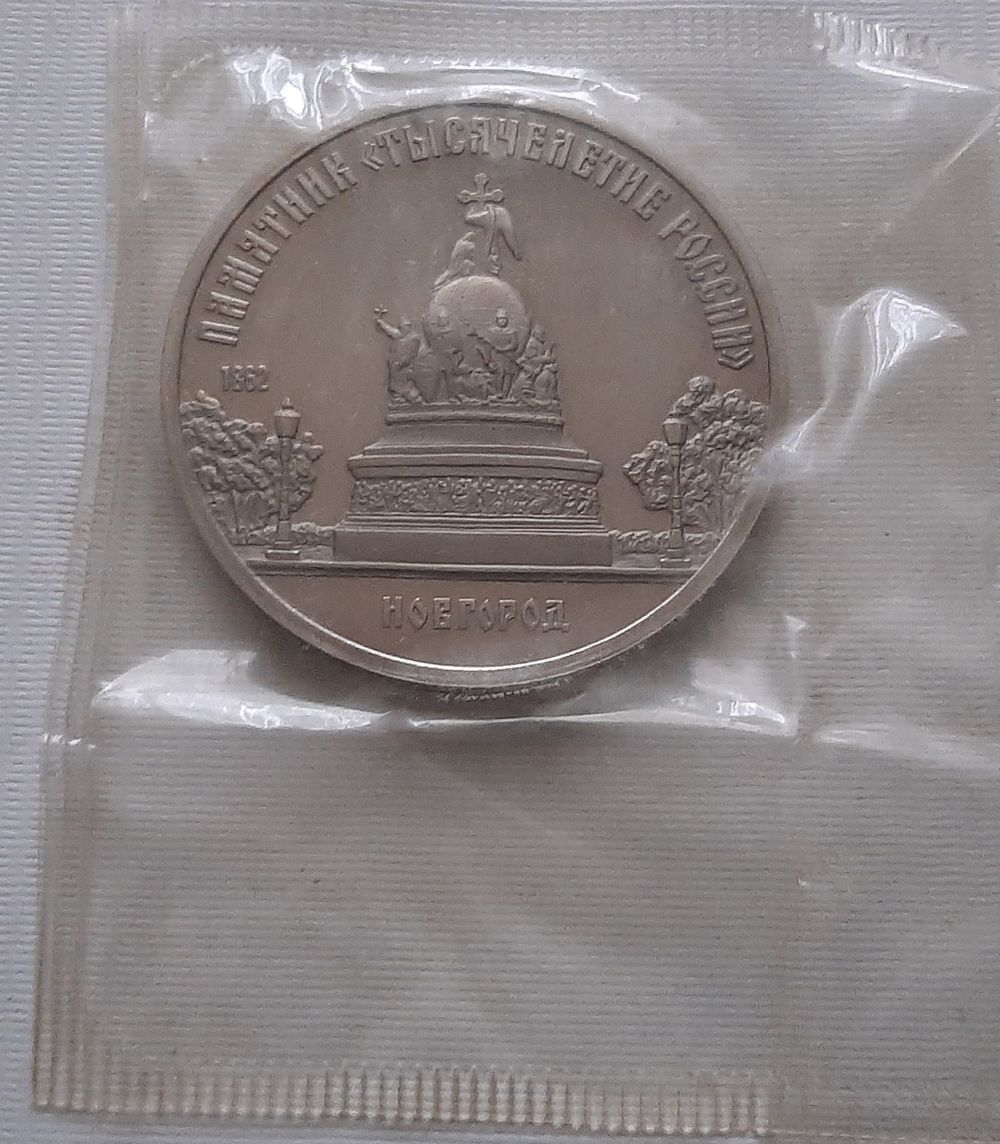 ПАМЯТНИК «ТЫСЯЧЕЛЕТИЕ РОССИИ»
1862
НОВГОРОД